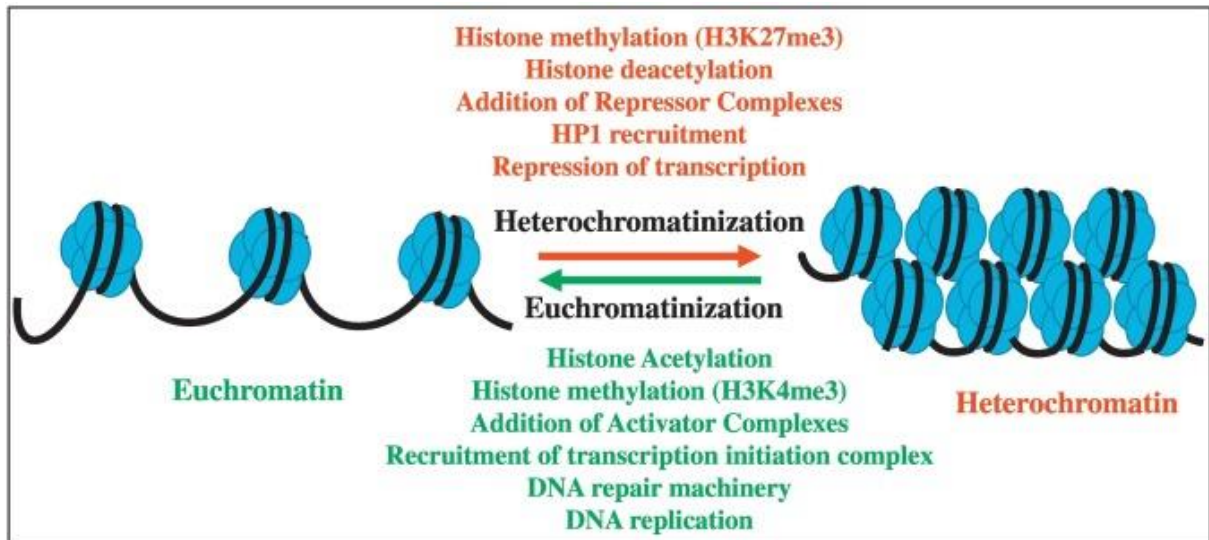 Histone methylation (H3K27me3)
Histone deacetylation
Addition of Repressor Complexes
HP1 recruitment
Repression of transcription
Heterochromatinization
Euchromatinization
Euchromatin
Heterochromatin
Histone Acetylation
Histone methylation (H3K4me3)
Addition of Activator Complexes
Recruitment of transcription initiation complex
DNA repair machinery
DNA replication